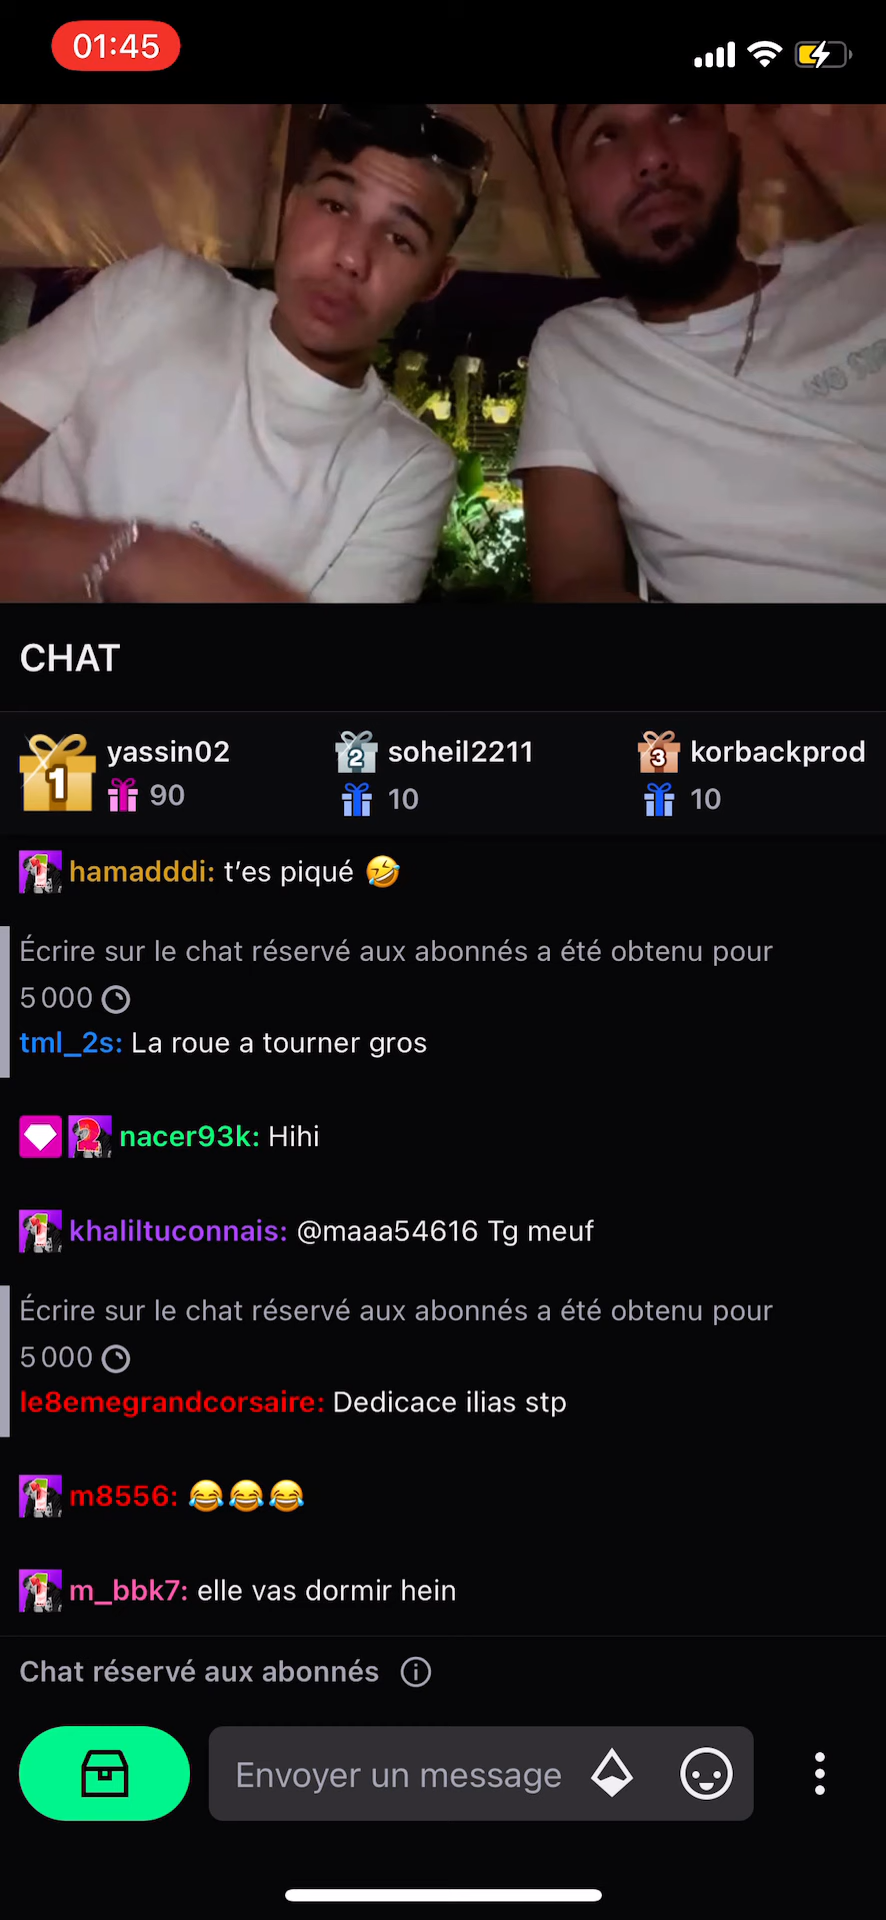 01:45
CHAT
1 yassin02
90
2 soheil2211
10
3 korbackprod
10
hamadddi: t’es piqué 🤣
Écrire sur le chat réservé aux abonnés a été obtenu pour
5 000
tml_2s: La roue a tourner gros
2 nacer93k: Hihi
khaliltuconnais: @maaa54616 Tg meuf
Écrire sur le chat réservé aux abonnés a été obtenu pour
5 000
le8emegrandcorsaire: Dedicace ilias stp
m8556: 😂😂😂
m_bbk7: elle vas dormir hein
Chat réservé aux abonnés
Envoyer un message